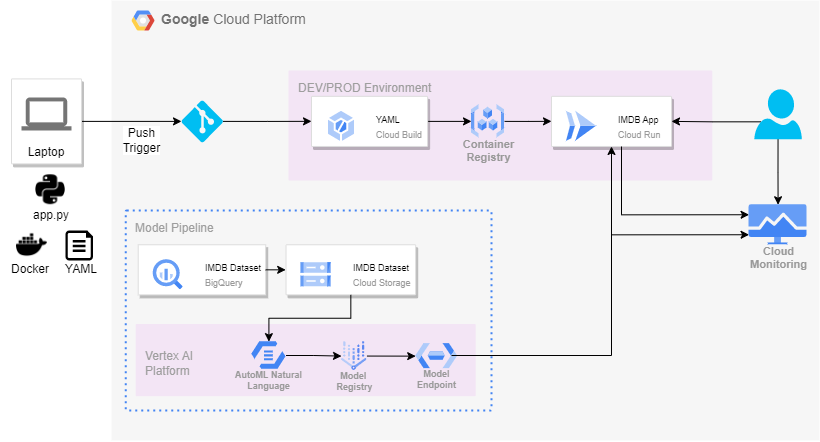 Google Cloud Platform
DEV/PROD Environment
YAML
Cloud Build
Container
Registry
IMDB App
Cloud Run
Laptop
Push
Trigger
app.py
Docker
YAML
Model Pipeline
IMDB Dataset
BigQuery
IMDB Dataset
Cloud Storage
Cloud
Monitoring
Vertex AI
Platform
AutoML Natural
Language
Model
Registry
Model
Endpoint